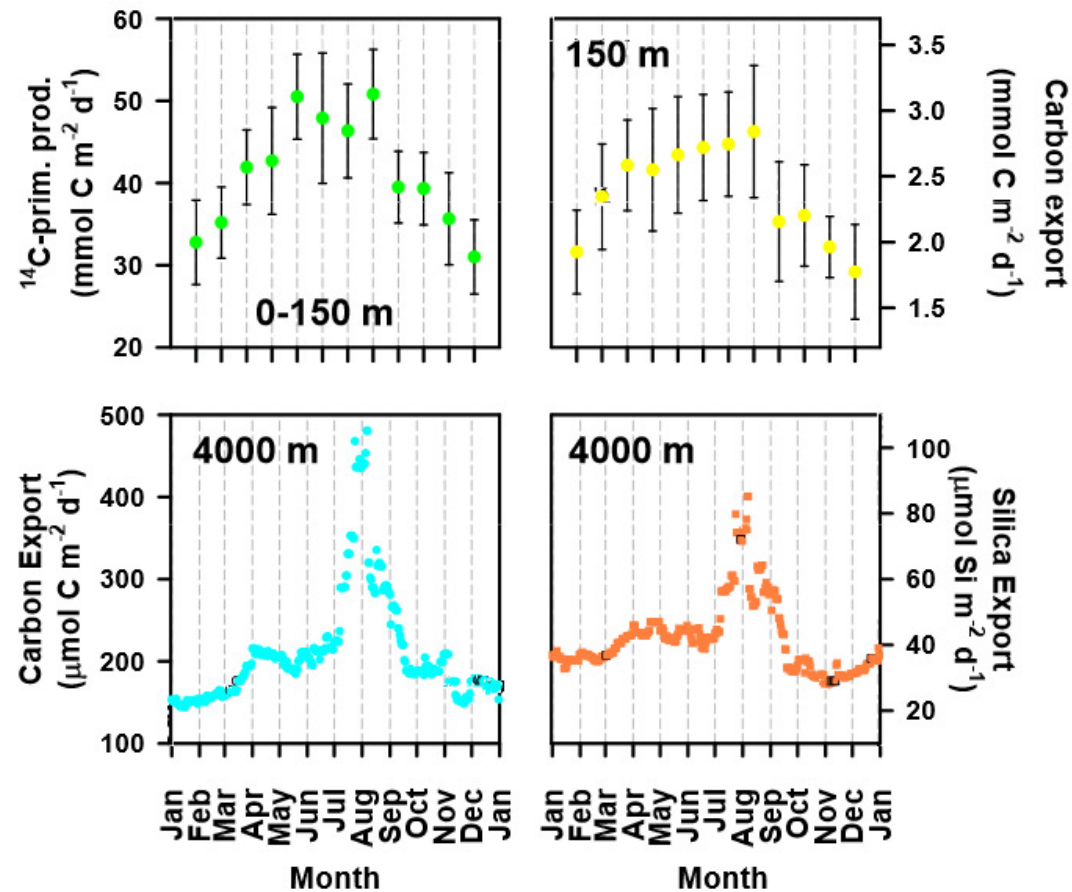 ¹⁴C-prim. prod.
(mmol C m⁻² d⁻¹)
60
50
40
30
20
0-150 m
150 m
3.5
3.0
2.5
2.0
1.5
Carbon export
(mmol C m⁻² d⁻¹)
Carbon Export
(μmol C m⁻² d⁻¹)
500
400
300
200
100
4000 m
Jan
Feb
Mar
Apr
May
Jun
Jul
Aug
Sep
Oct
Nov
Dec
Jan
Month
4000 m
100
80
60
40
20
Silica Export
(μmol Si m⁻² d⁻¹)
Jan
Feb
Mar
Apr
May
Jun
Jul
Aug
Sep
Oct
Nov
Dec
Jan
Month